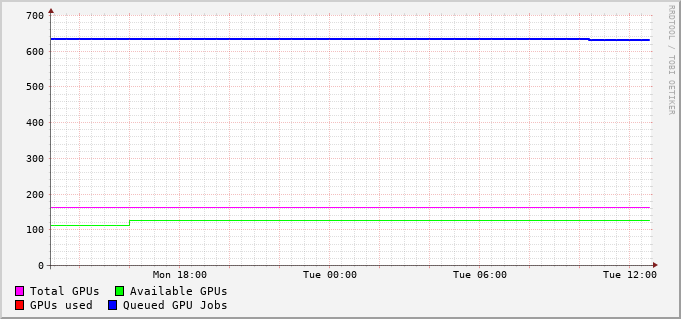 700
600
500
400
300
200
100
0
Mon 18:00 Tue 00:00 Tue 06:00 Tue 12:00
Total GPUs Available GPUs
GPUs used Queued GPU Jobs
RRDTOOL / TOBI OETIKER